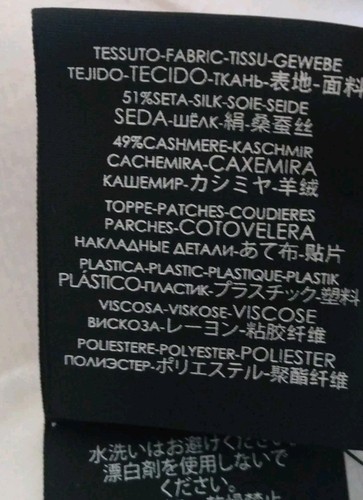 TESSUTO-FABRIC-TISSU-GEWEBE
TEJIDO-TECIDO-ТКАНЬ-表地-面料
51%SETA-SILK-SOIE-SEIDE
SEDA-ШЁЛК-絹-桑蚕丝
49%CASHMERE-KASCHMIR
CACHEMIRA-CAXEMIRA
КАШЕМИР-カシミヤ-羊绒
TOPPE-PATCHES-COUDIERES
PARCHES-COTOVELERA
НАКЛАДНЫЕ ДЕТАЛИ-あて布-贴片
PLASTICA-PLASTIC-PLASTIQUE-PLASTIK
PLÁSTICO-ПЛАСТИК-プラスチック-塑料
VISCOSA-VISKOSE-VISCOSE
ВИСКОЗА-レーヨン-粘胶纤维
POLIESTERE-POLYESTER-POLIESTER
ПОЛИЭСТЕР-ポリエステル-聚酯纤维
水洗いはお避けください
漂白剤を使用しないで
ください。